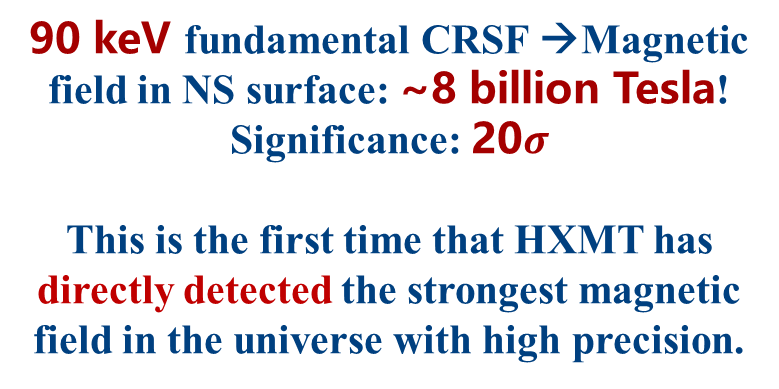 90 keV fundamental CRSF →Magnetic
field in NS surface: ~8 billion Tesla!
Significance: 20σ
This is the first time that HXMT has
directly detected the strongest magnetic
field in the universe with high precision.